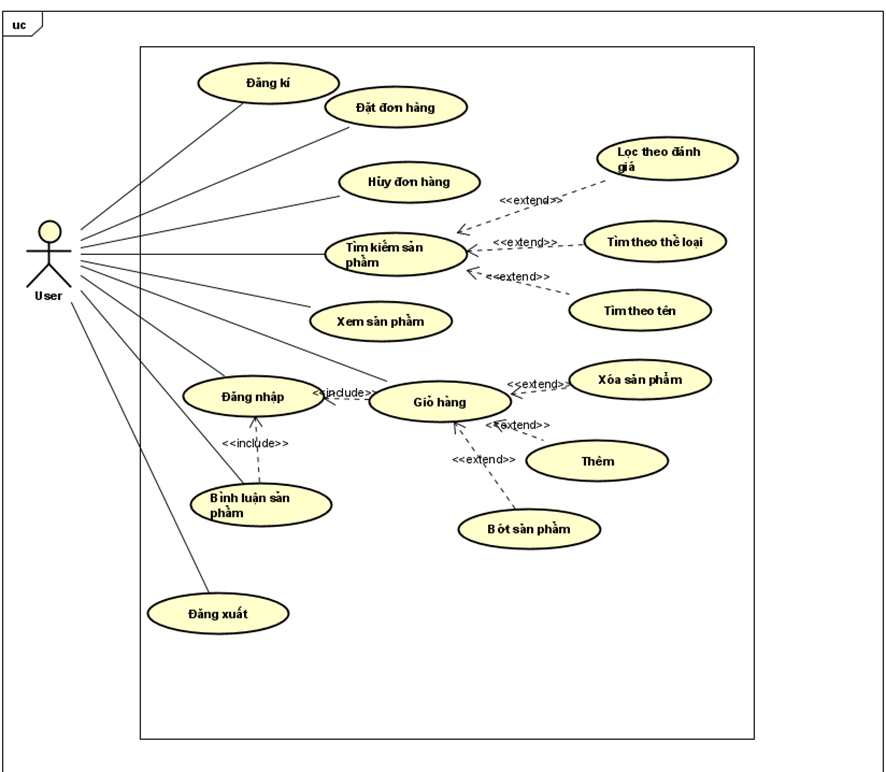 uc
Đăng kí
Đặt đơn hàng
Lọc theo đánh
giá
Hủy đơn hàng
<<extend>>
Tìm kiếm sản
phẩm
<<extend>>
Tìm theo thể loại
<<extend>>
User
Tìm theo tên
Xem sản phẩm
Đăng nhập
<<include>>
Giỏ hàng
<<extend>>
Xóa sản phẩm
<<extend>>
<<include>>
<<extend>>
Thêm
Bình luận sản
phẩm
Bớt sản phẩm
Đăng xuất